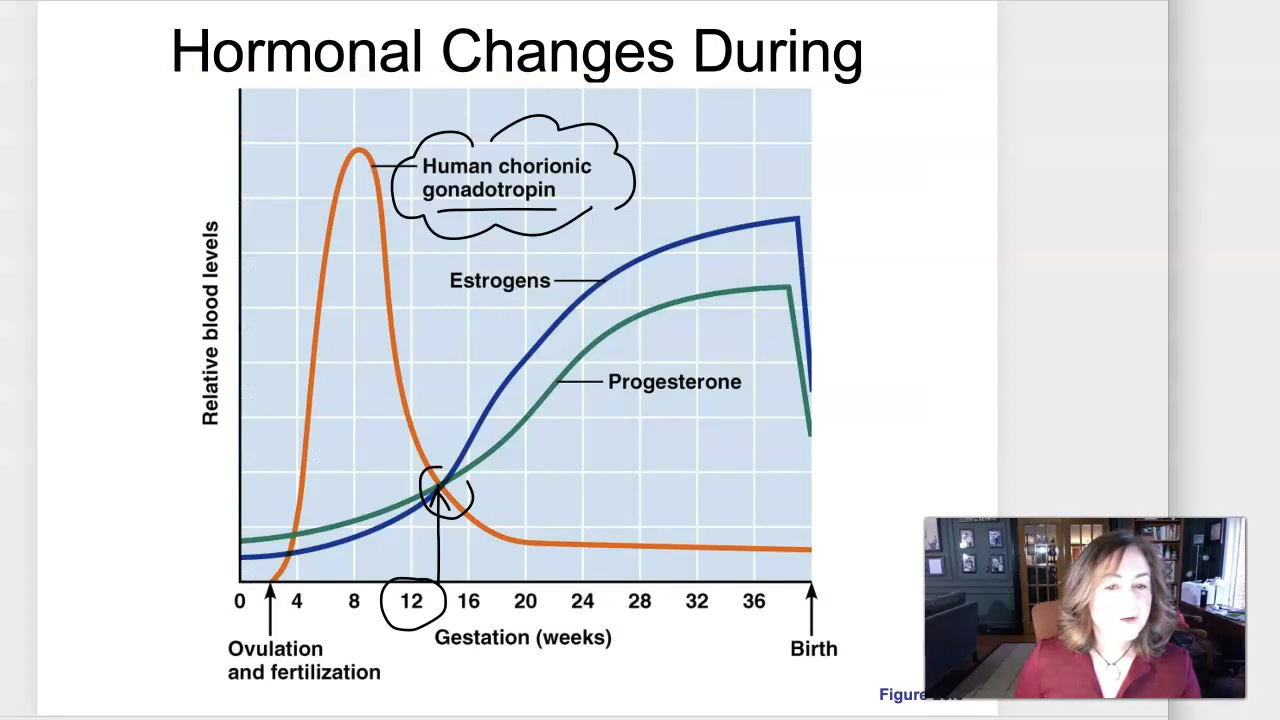 Hormonal Changes During
Human chorionic
gonadotropin
Estrogens
Progesterone
Relative blood levels
0 4 8 12 16 20 24 28 32 36
Gestation (weeks)
Ovulation
and fertilization
Birth
Figure